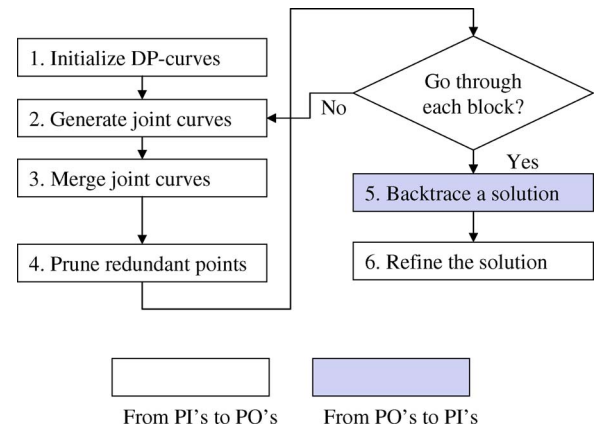 1. Initialize DP-curves
2. Generate joint curves
3. Merge joint curves
4. Prune redundant points
Go through
each block?
No
Yes
5. Backtrace a solution
6. Refine the solution
From PI's to PO's
From PO's to PI's